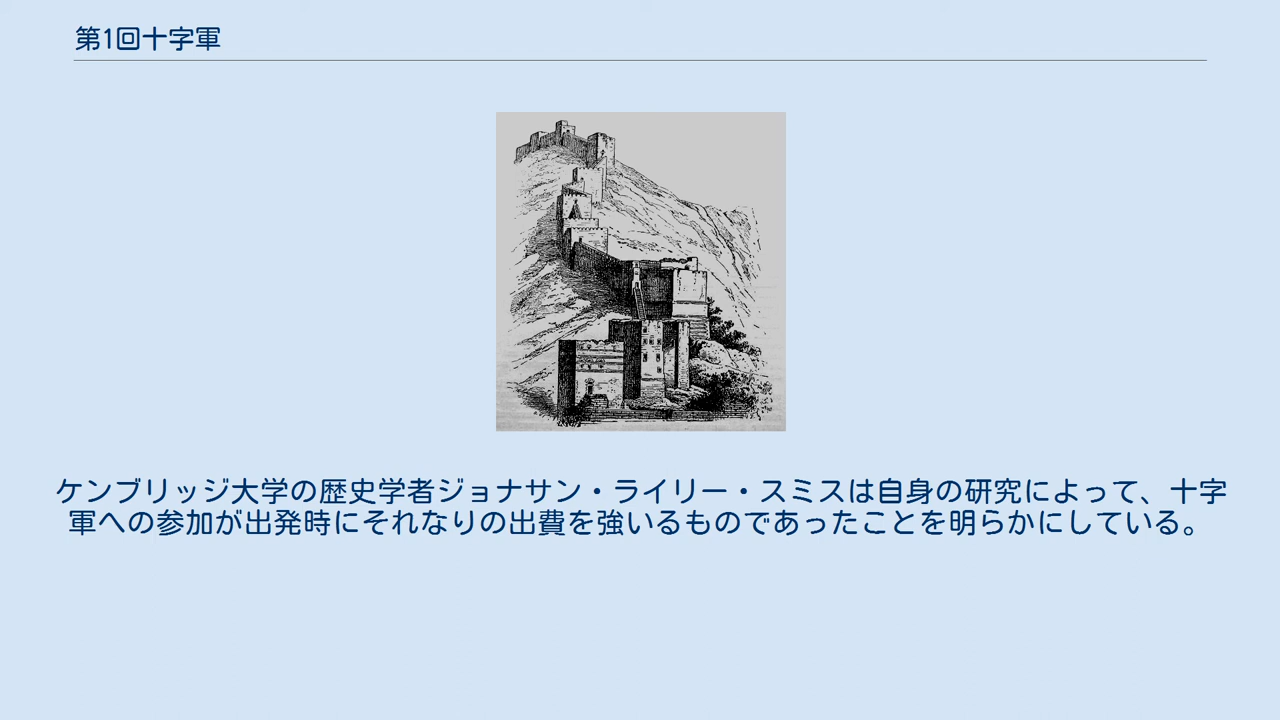 第1回十字軍
ケンブリッジ大学の歴史学者ジョナサン・ライリー・スミスは自身の研究によって、十字
軍への参加が出発時にそれなりの出費を強いるものであったことを明らかにしている。